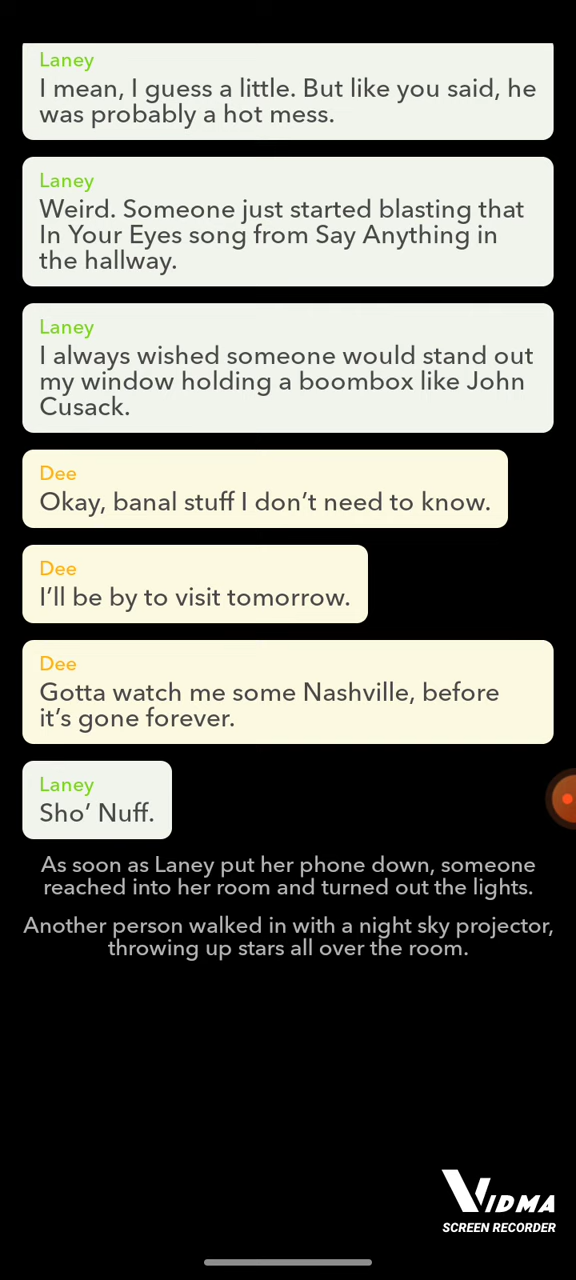 Laney
I mean, I guess a little. But like you said, he
was probably a hot mess.
Laney
Weird. Someone just started blasting that
In Your Eyes song from Say Anything in
the hallway.
Laney
I always wished someone would stand out
my window holding a boombox like John
Cusack.
Dee
Okay, banal stuff I don’t need to know.
Dee
I’ll be by to visit tomorrow.
Dee
Gotta watch me some Nashville, before
it’s gone forever.
Laney
Sho’ Nuff.
As soon as Laney put her phone down, someone
reached into her room and turned out the lights.
Another person walked in with a night sky projector,
throwing up stars all over the room.
VIDMA
SCREEN RECORDER